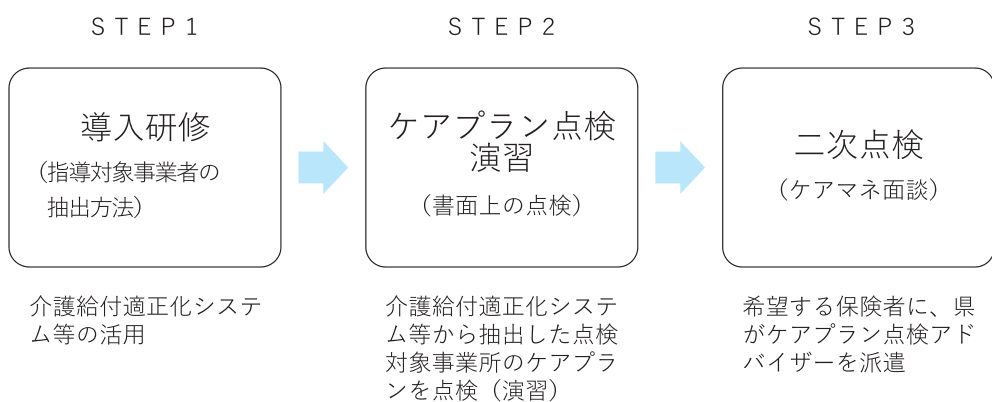 STEP1
導入研修
(指導対象事業者の
抽出方法)
介護給付適正化システ
ム等の活用
STEP2
ケアプラン点検
演習
(書面上の点検)
介護給付適正化システ
ム等から抽出した点検
対象事業所のケアプラ
ンを点検(演習)
STEP3
二次点検
(ケアマネ面談)
希望する保険者に、県
がケアプラン点検アド
バイザーを派遣